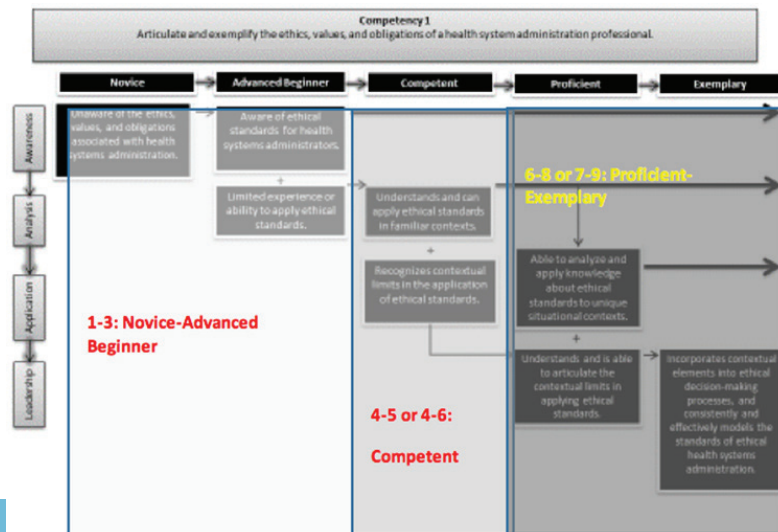 Competency 1
Articulate and exemplify the ethics, values, and obligations of a health system administration professional.
Novice
Advanced Beginner
Competent
Proficient
Exemplary
Awareness
Analysis
Application
Leadership
Unaware of the ethics,
values, and obligations
associated with health
systems administration.
Aware of ethical
standards for health
systems administrators.
+
Limited experience or
ability to apply ethical
standards.
Understands and can
apply ethical standards
in familiar contexts.
+
Recognizes contextual
limits in the application
of ethical standards.
Able to analyze and
apply knowledge
about ethical
standards to unique
situational contexts.
+
Understands and is able
to articulate the
contextual limits in
applying ethical
standards.
Incorporates contextual
elements into ethical
decision-making
processes, and
consistently and
effectively models the
standards of ethical
health systems
administration.
1-3: Novice-Advanced
Beginner
4-5 or 4-6:
Competent
6-8 or 7-9: Proficient-
Exemplary